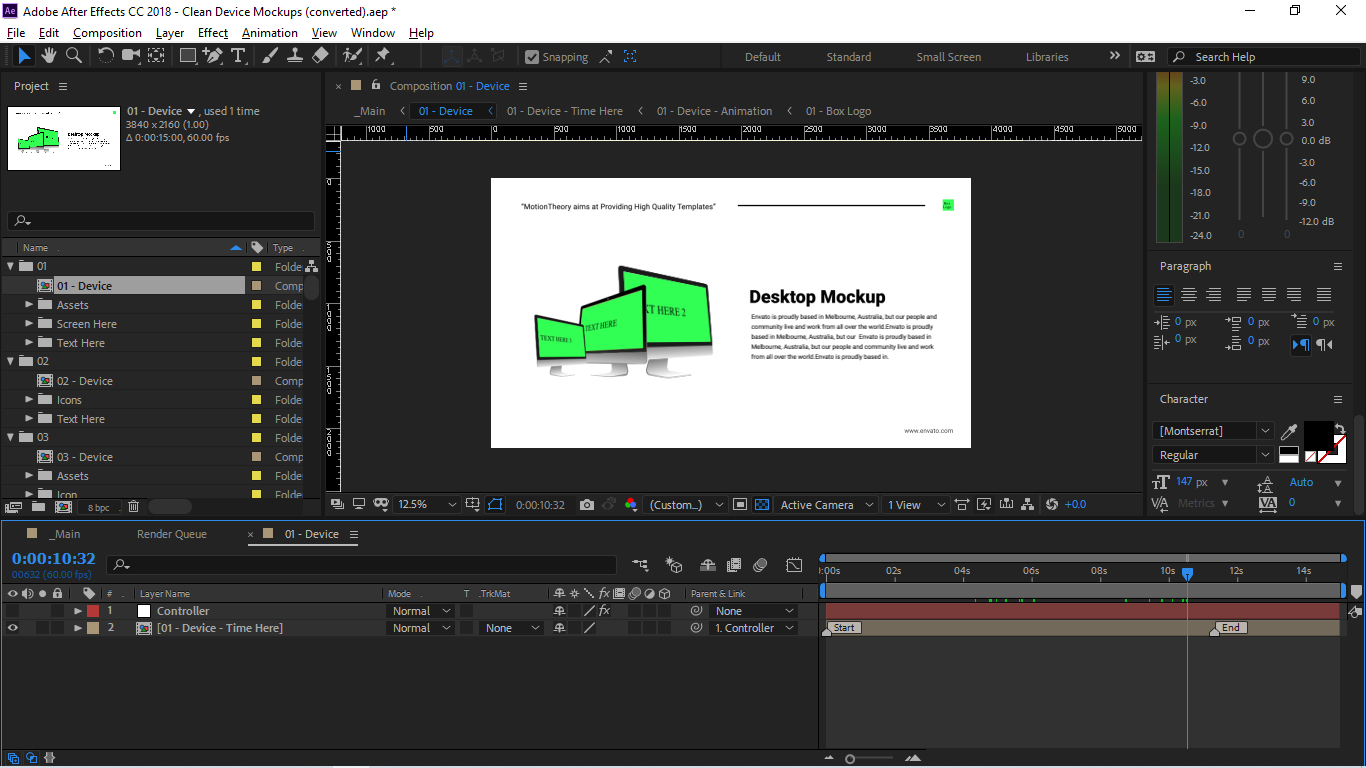 Adobe After Effects CC 2018 - Clean Device Mockups (converted).aep *
File Edit Composition Layer Effect Animation View Window Help
Snapping Default Standard Small Screen Libraries Search Help
Project
01 - Device , used 1 time
3840 x 2160 (1.00)
Δ 0:00:15:00, 60.00 fps
Name Type
01 Folde
01 - Device Comp
Assets Folde
Screen Here Folde
Text Here Folde
02 Folde
02 - Device Comp
Icons Folde
Text Here Folde
03 Folde
03 - Device Comp
Assets Folde
Icon Folde
8 bpc
Composition 01 - Device
_Main 01 - Device 01 - Device - Time Here 01 - Device - Animation 01 - Box Logo
1000 500 0 500 1000 1500 2000 2500 3000 3500 4000 4500 5000
"MotionTheory aims at Providing High Quality Templates"
TEXT HERE 1
TEXT HERE
XT HERE 2
Desktop Mockup
Envato is proudly based in Melbourne, Australia, but our people and
community live and work from all over the world.Envato is proudly
based in Melbourne, Australia, but our Envato is proudly based in
Melbourne, Australia, but our people and community live and work
from all over the world.Envato is proudly based in.
www.envato.com
12.5% 0:00:10:32 (Custom...) Active Camera 1 View +0.0
-3.0 9.0
-6.0 6.0
-9.0 3.0
-12.0 0.0 dB
-15.0 -3.0
-18.0 -6.0
-21.0 -9.0
-24.0 -12.0 dB
0 0
Paragraph
0 px 0 px 0 px
0 px 0 px
Character
[Montserrat]
Regular
147 px Auto
Metrics 0
_Main Render Queue 01 - Device
0:00:10:32
00632 (60.00 fps)
0:00s 02s 04s 06s 08s 10s 12s 14s
# Layer Name Mode T .TrkMat Parent & Link
1 Controller Normal None
2 [01 - Device - Time Here] Normal None 1. Controller
Start End